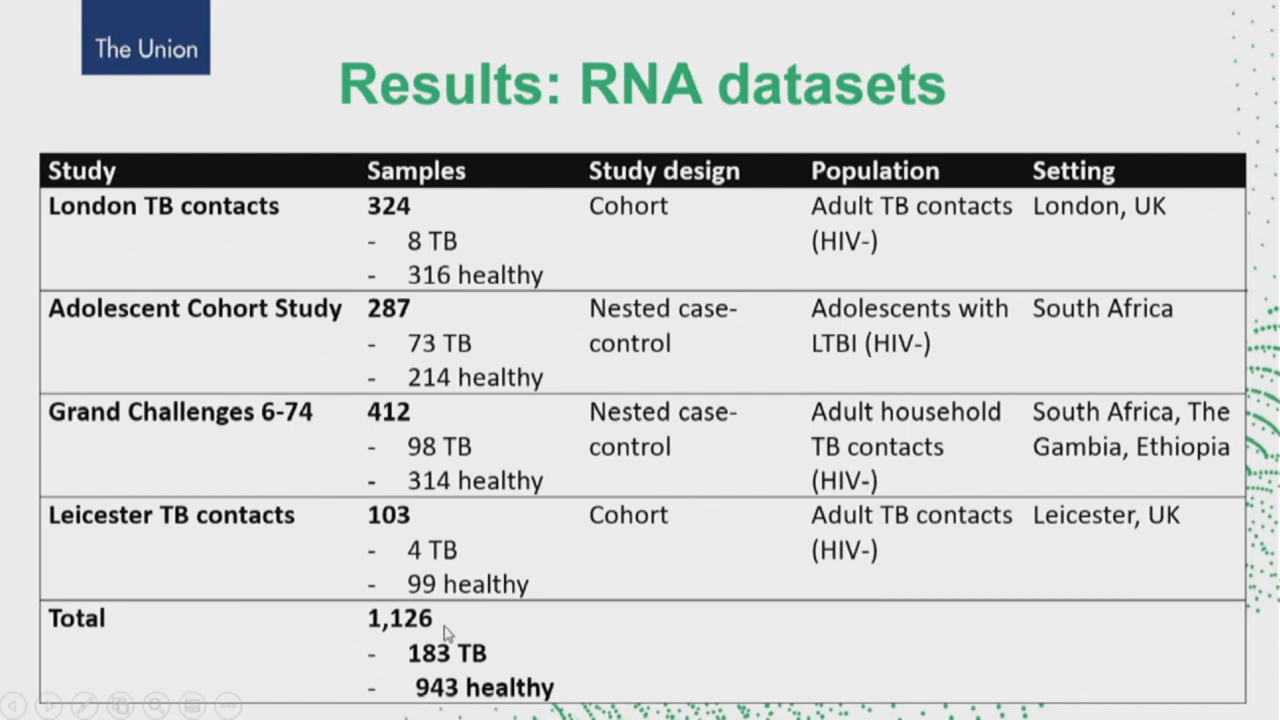 The Union
Results: RNA datasets
Study Samples Study design Population Setting
London TB contacts 324 Cohort Adult TB contacts London, UK
- 8 TB (HIV-)
- 316 healthy
Adolescent Cohort Study 287 Nested case- Adolescents with South Africa
- 73 TB control LTBI (HIV-)
- 214 healthy
Grand Challenges 6-74 412 Nested case- Adult household South Africa, The
- 98 TB control TB contacts Gambia, Ethiopia
- 314 healthy (HIV-)
Leicester TB contacts 103 Cohort Adult TB contacts Leicester, UK
- 4 TB (HIV-)
- 99 healthy
Total 1,126
- 183 TB
- 943 healthy